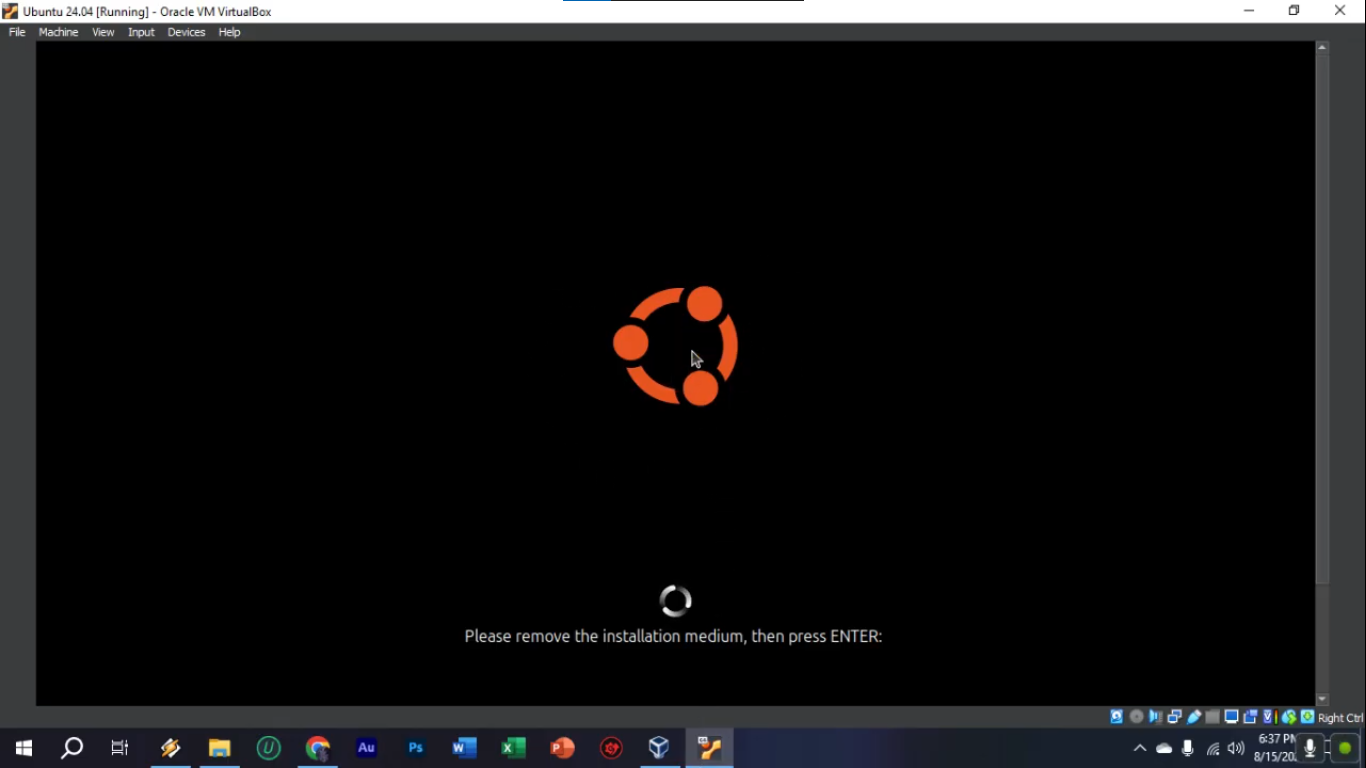 Ubuntu 24.04 [Running] - Oracle VM VirtualBox
File Machine View Input Devices Help
Please remove the installation medium, then press ENTER:
Right Ctrl
U Au Ps W X P
6:37 PM
8/15/20